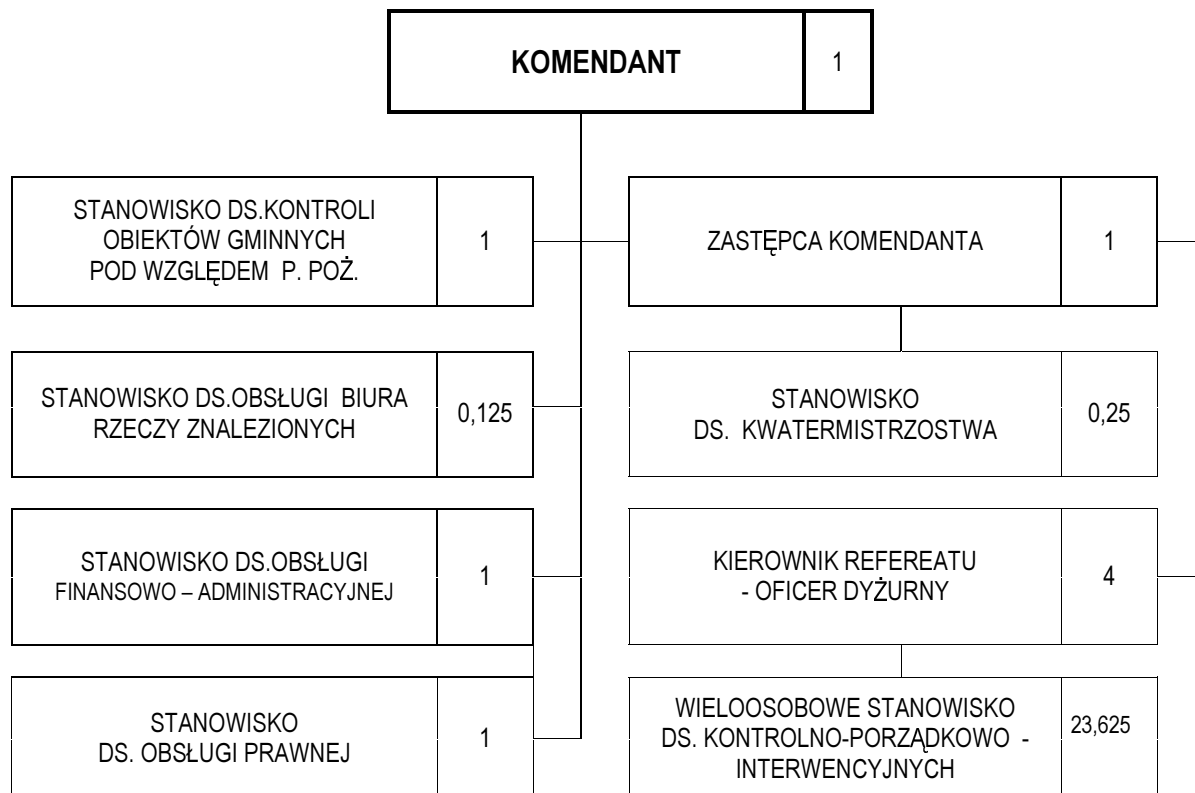 KOMENDANT
1
STANOWISKO DS.KONTROLI
OBIEKTÓW GMINNYCH
POD WZGLĘDEM P. POŻ.
1
ZASTĘPCA KOMENDANTA
1
STANOWISKO DS.OBSŁUGI BIURA
RZECZY ZNALEZIONYCH
0,125
STANOWISKO
DS. KWATERMISTRZOSTWA
0,25
STANOWISKO DS.OBSŁUGI
FINANSOWO – ADMINISTRACYJNEJ
1
KIEROWNIK REFEREATU
- OFICER DYŻURNY
4
STANOWISKO
DS. OBSŁUGI PRAWNEJ
1
WIELOOSOBOWE STANOWISKO
DS. KONTROLNO-PORZĄDKOWO -
INTERWENCYJNYCH
23,625